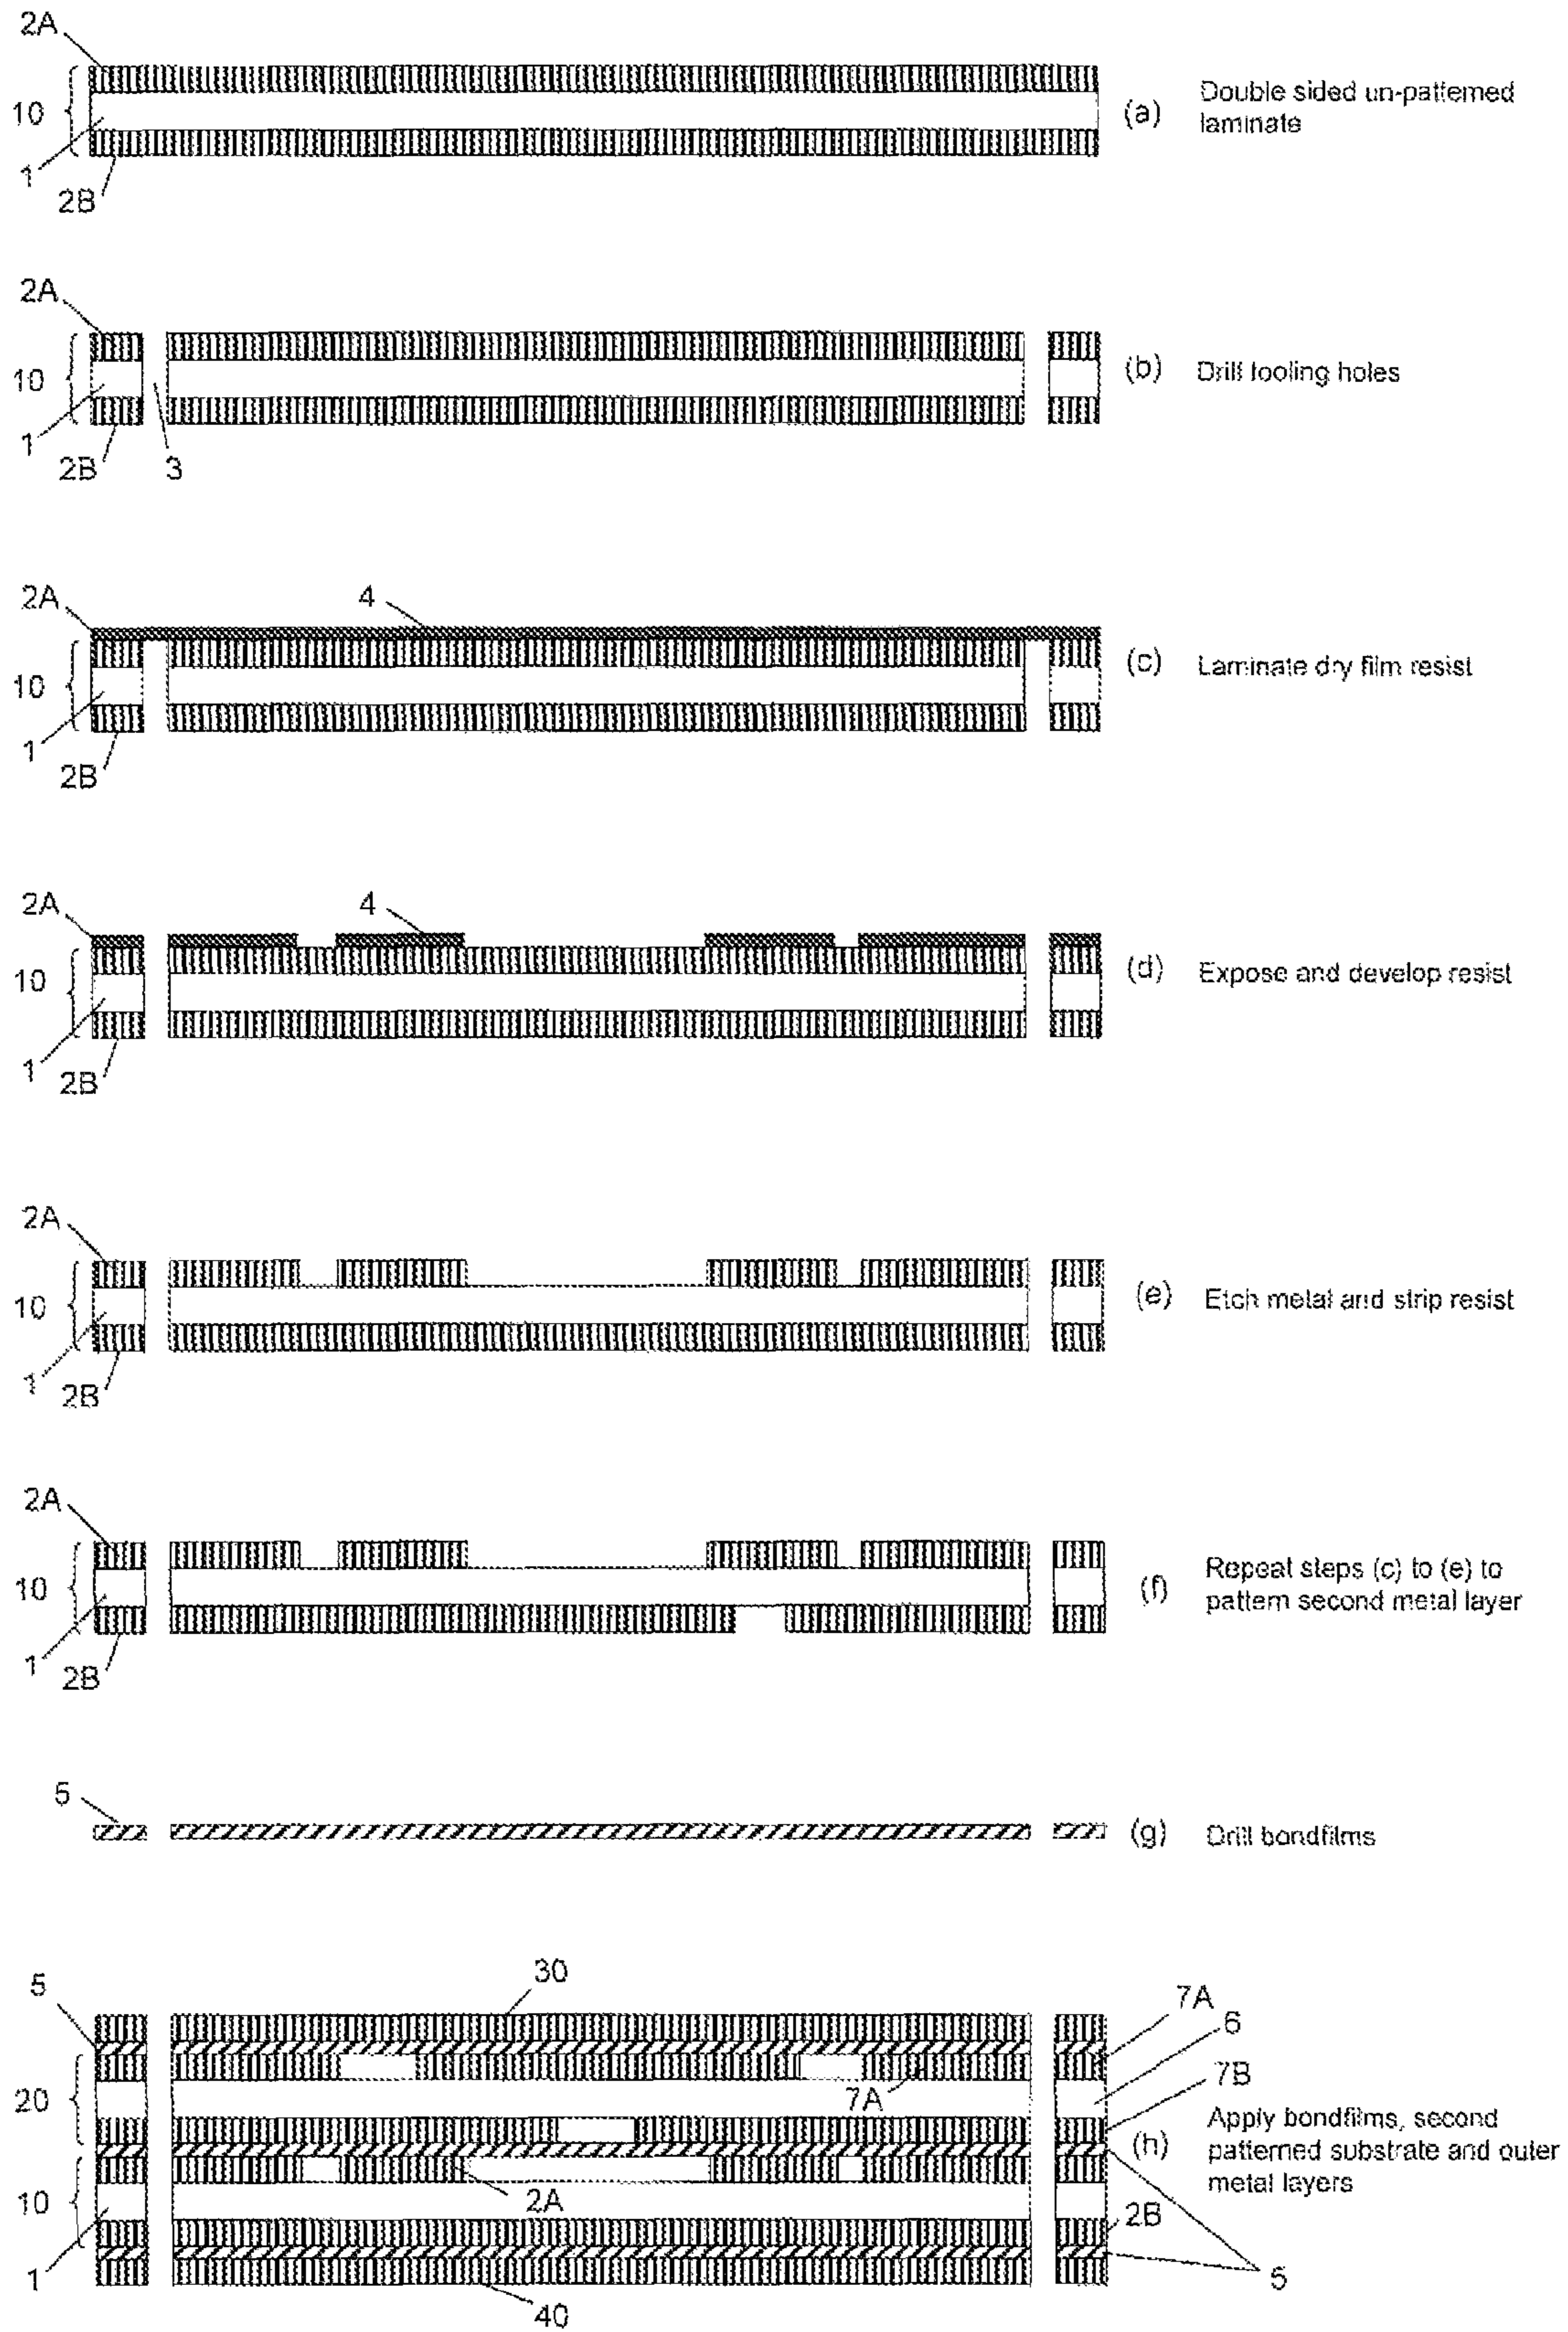 2A
10
1
2B
(a) Double sided un-patterned
laminate
2A
10
1
2B
3
(b) Drill tooling holes
2A
4
10
1
2B
(c) Laminate dry film resist
2A
4
10
1
2B
(d) Expose and develop resist
2A
10
1
2B
(e) Etch metal and strip resist
2A
10
1
2B
(f) Repeat steps (c) to (e) to
pattern second metal layer
5
(g) Drill bondfilms
5
30
7A
6
7B
20
7A
(h) Apply bondfilms, second
patterned substrate and outer
metal layers
10
2A
2B
1
5
40